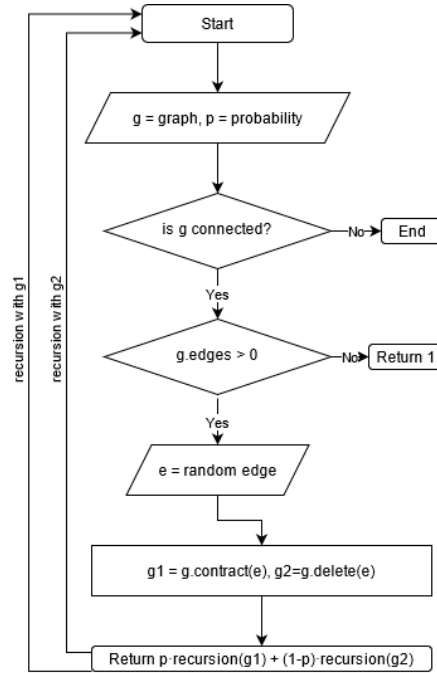 Start
g = graph, p = probability
is g connected?
No
End
Yes
g.edges > 0
No
Return 1
Yes
e = random edge
g1 = g.contract(e), g2=g.delete(e)
Return p·recursion(g1) + (1-p)·recursion(g2)
recursion with g1
recursion with g2